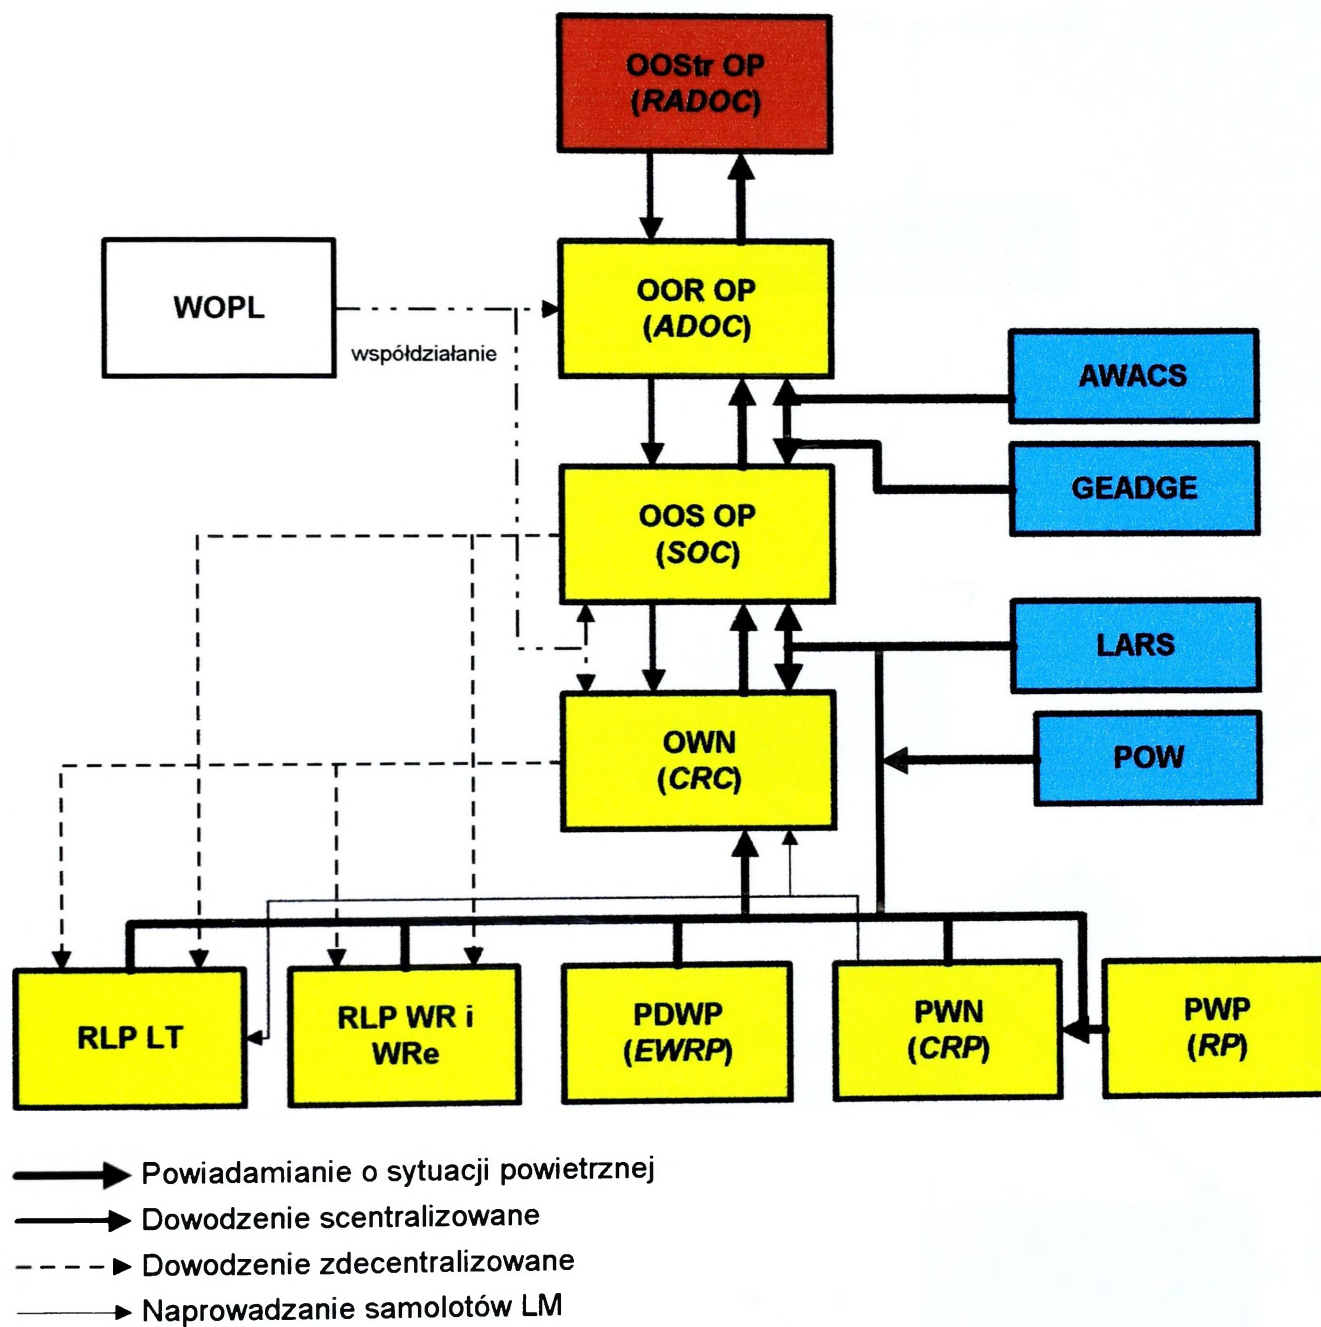 OOStr OP
(RADOC)
WOPL
współdziałanie
OOR OP
(ADOC)
AWACS
GEADGE
OOS OP
(SOC)
LARS
POW
OWN
(CRC)
RLP LT
RLP WR i
WRe
PDWP
(EWRP)
PWN
(CRP)
PWP
(RP)
Powiadamianie o sytuacji powietrznej
Dowodzenie scentralizowane
Dowodzenie zdecentralizowane
Naprowadzanie samolotów LM